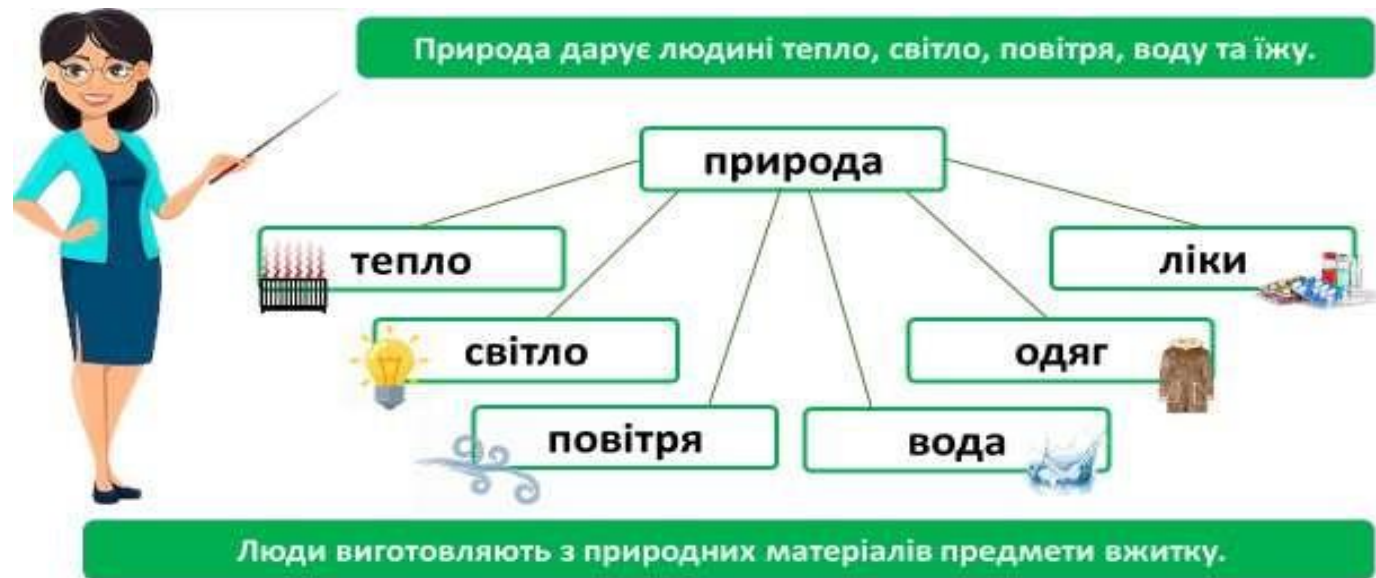 Природа дарує людині тепло, світло, повітря, воду та їжу.
природа
тепло
ліки
світло
одяг
повітря
вода
Люди виготовляють з природних матеріалів предмети вжитку.